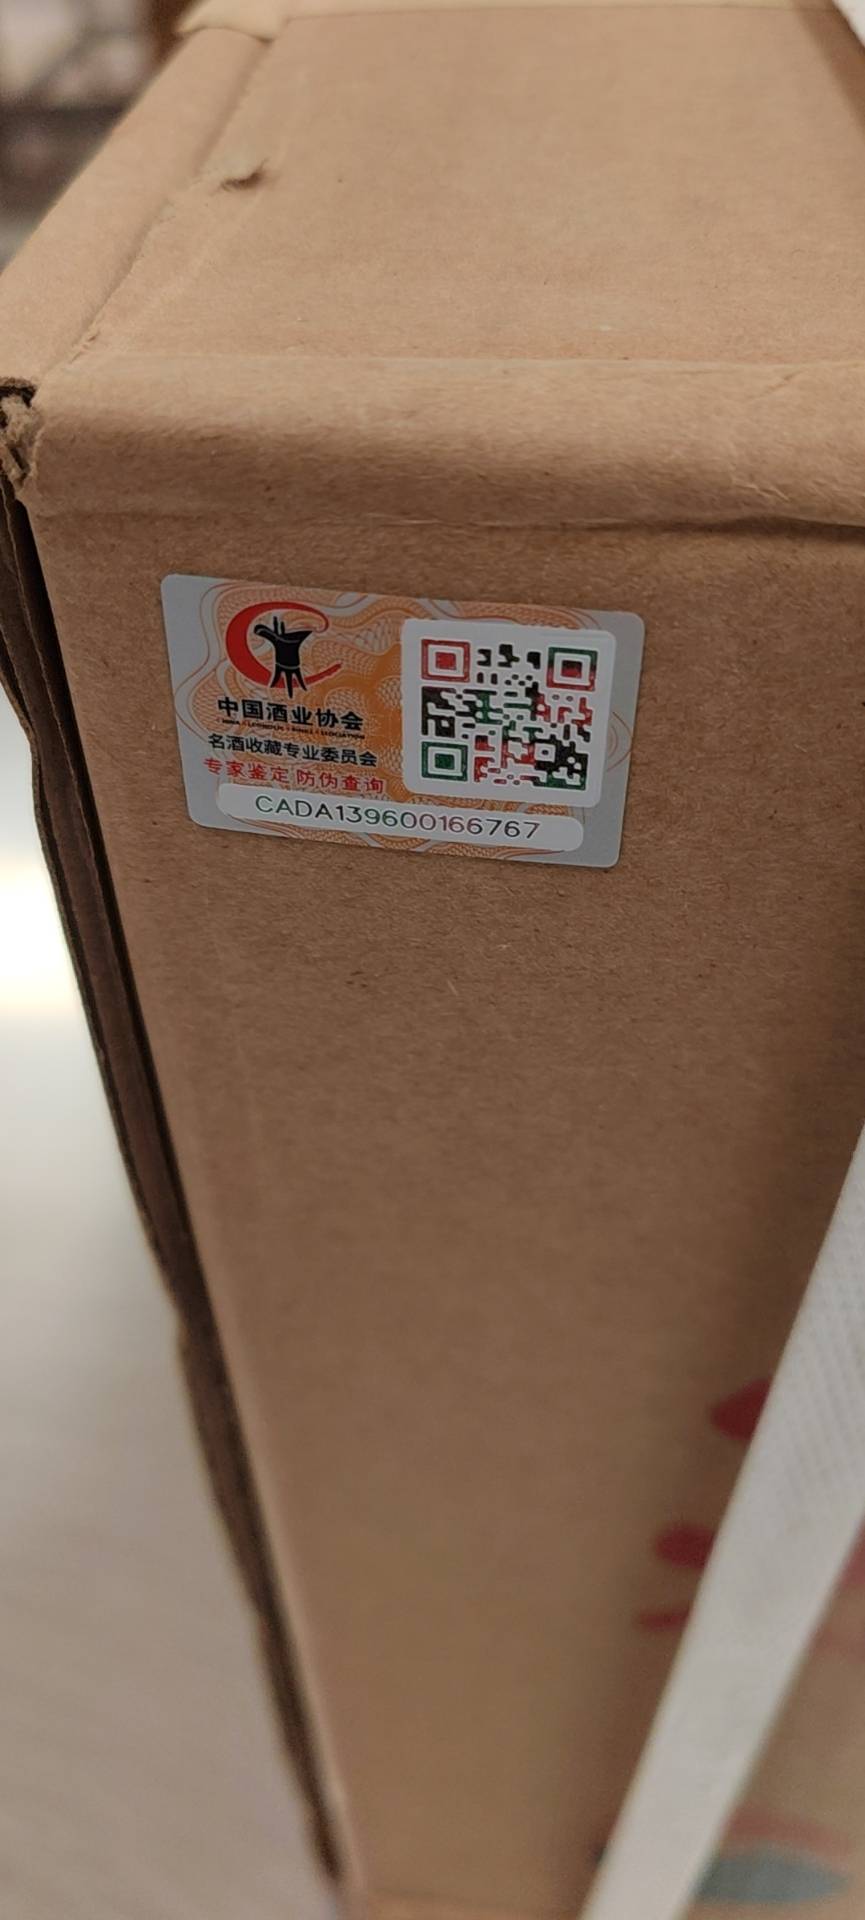 中国酒业协会
名酒收藏专业委员会
专家鉴定 防伪查询
CADA139600166767